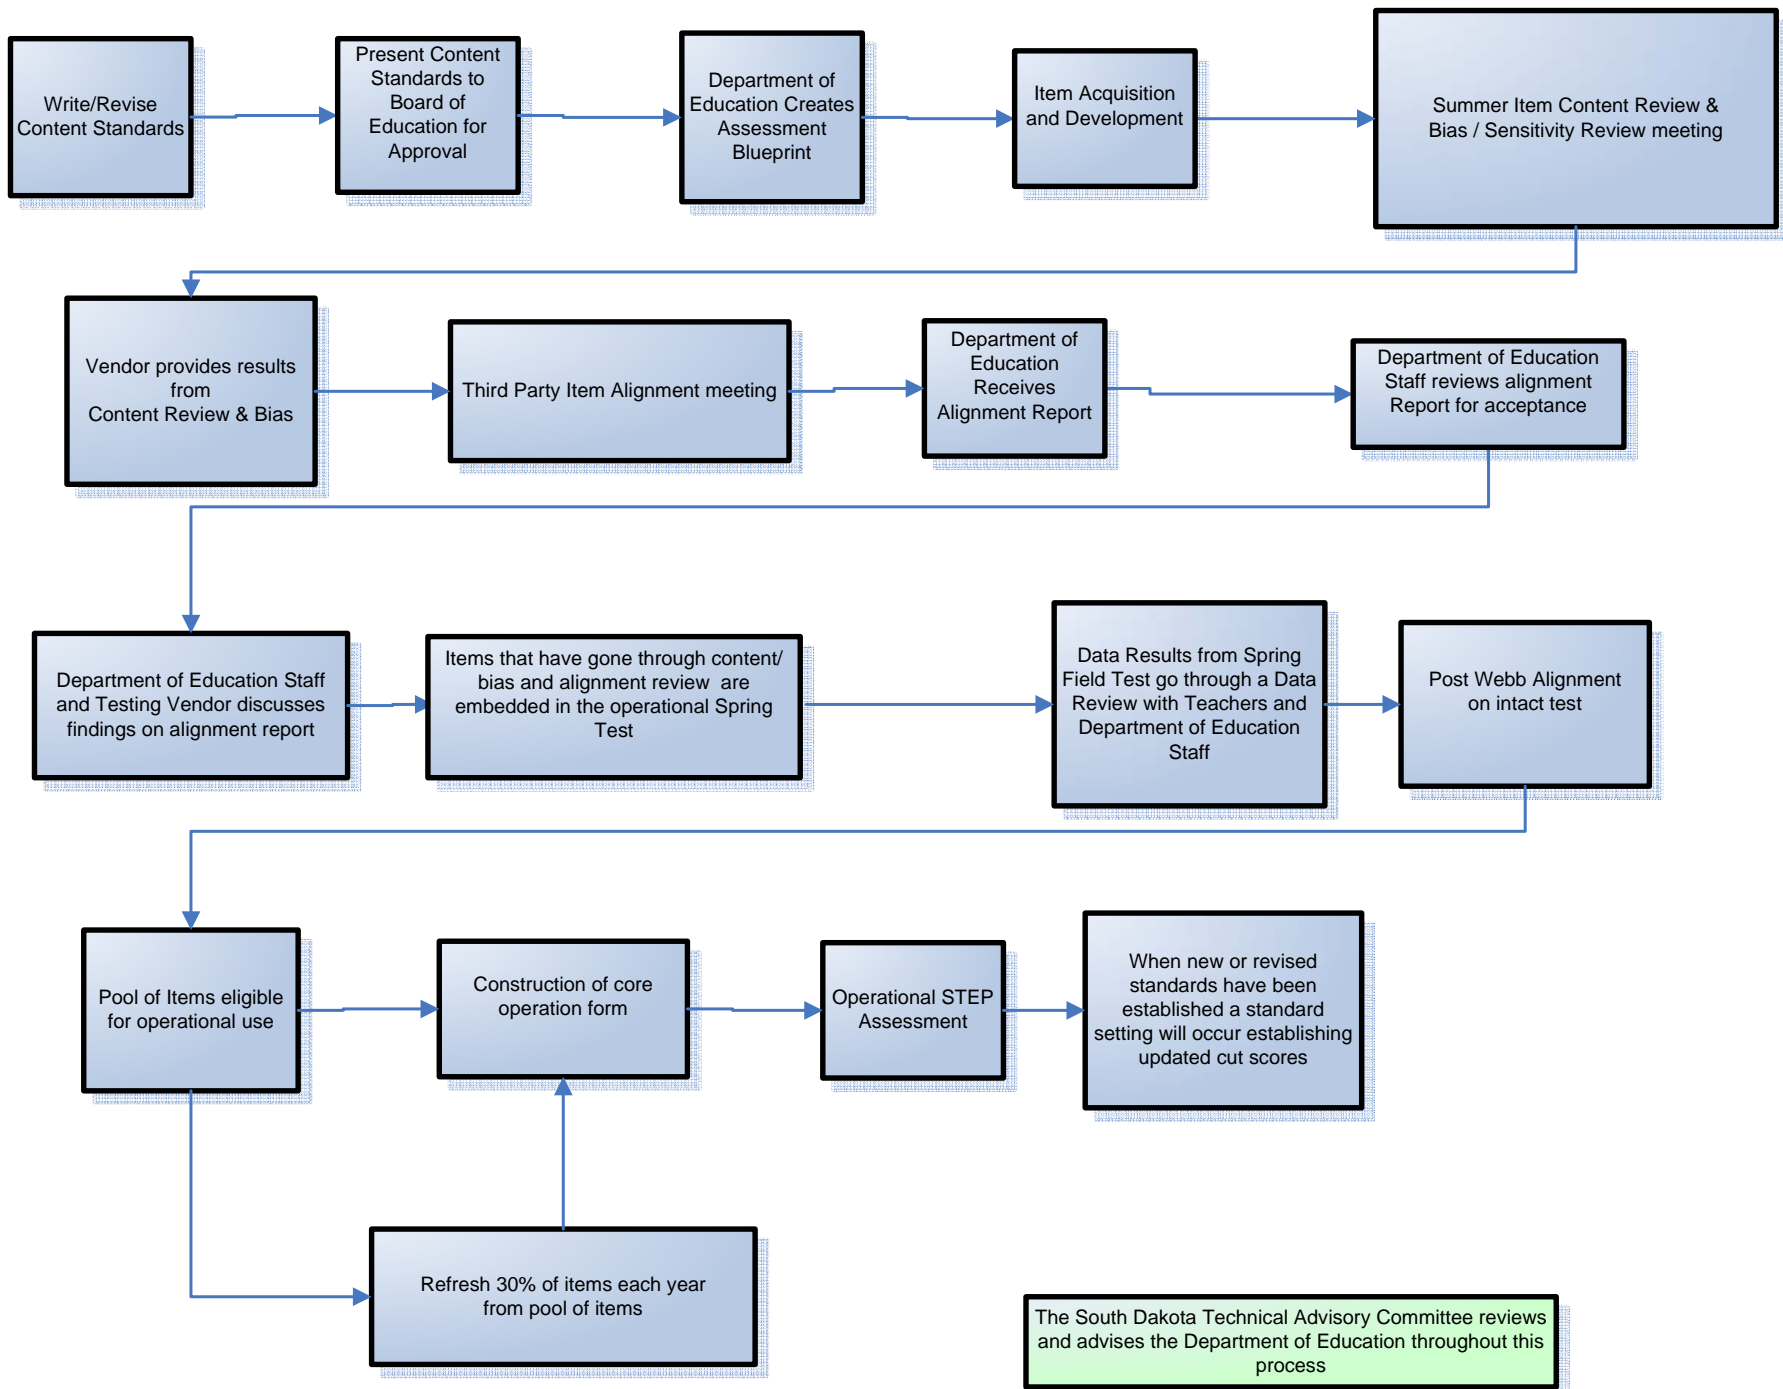 Write/Revise
Content Standards
Present Content
Standards to
Board of
Education for
Approval
Department of
Education Creates
Assessment
Blueprint
Item Acquisition
and Development
Summer Item Content Review &
Bias / Sensitivity Review meeting
Vendor provides results
from
Content Review & Bias
Third Party Item Alignment meeting
Department of
Education
Receives
Alignment Report
Department of Education
Staff reviews alignment
Report for acceptance
Department of Education Staff
and Testing Vendor discusses
findings on alignment report
Items that have gone through content/
bias and alignment review are
embedded in the operational Spring
Test
Data Results from Spring
Field Test go through a Data
Review with Teachers and
Department of Education
Staff
Post Webb Alignment
on intact test
Pool of Items eligible
for operational use
Construction of core
operation form
Operational STEP
Assessment
When new or revised
standards have been
established a standard
setting will occur establishing
updated cut scores
Refresh 30% of items each year
from pool of items
The South Dakota Technical Advisory Committee reviews
and advises the Department of Education throughout this
process